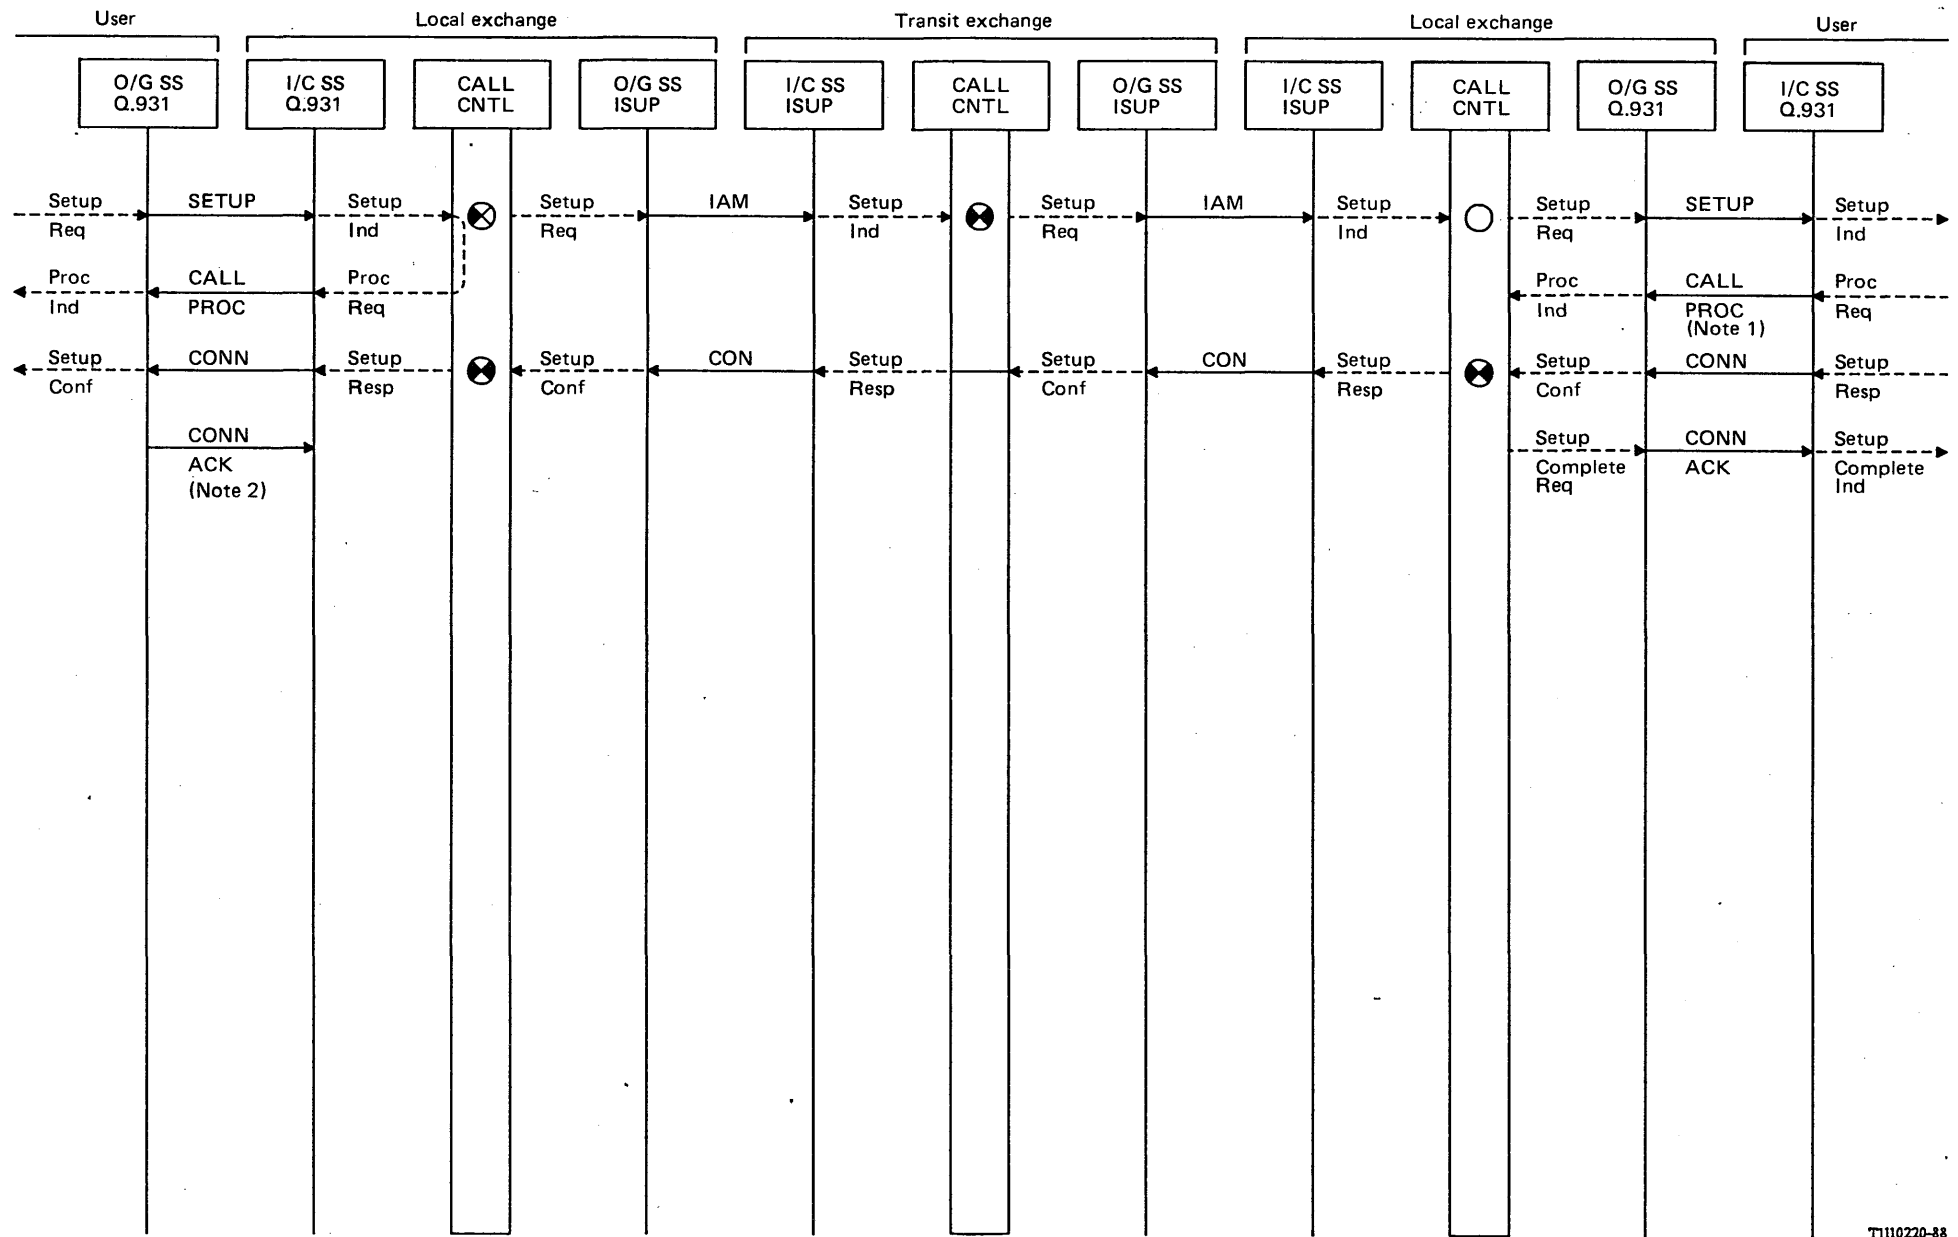 User
Local exchange
Transit exchange
Local exchange
User
O/G SS
Q.931
I/C SS
Q.931
CALL
CNTL
O/G SS
ISUP
I/C SS
ISUP
CALL
CNTL
O/G SS
ISUP
I/C SS
ISUP
CALL
CNTL
O/G SS
Q.931
I/C SS
Q.931
Setup
Req
SETUP
Setup
Ind
Setup
Req
IAM
Setup
Ind
Setup
Req
IAM
Setup
Ind
Setup
Req
SETUP
Setup
Ind
Proc
Ind
CALL
PROC
Proc
Req
Proc
Ind
CALL
PROC
(Note 1)
Proc
Req
Setup
Conf
CONN
Setup
Resp
Setup
Conf
CON
Setup
Resp
Setup
Conf
CON
Setup
Resp
Setup
Conf
CONN
Setup
Resp
CONN
ACK
(Note 2)
Setup
Complete
Req
CONN
ACK
Setup
Complete
Ind
T1110220-88